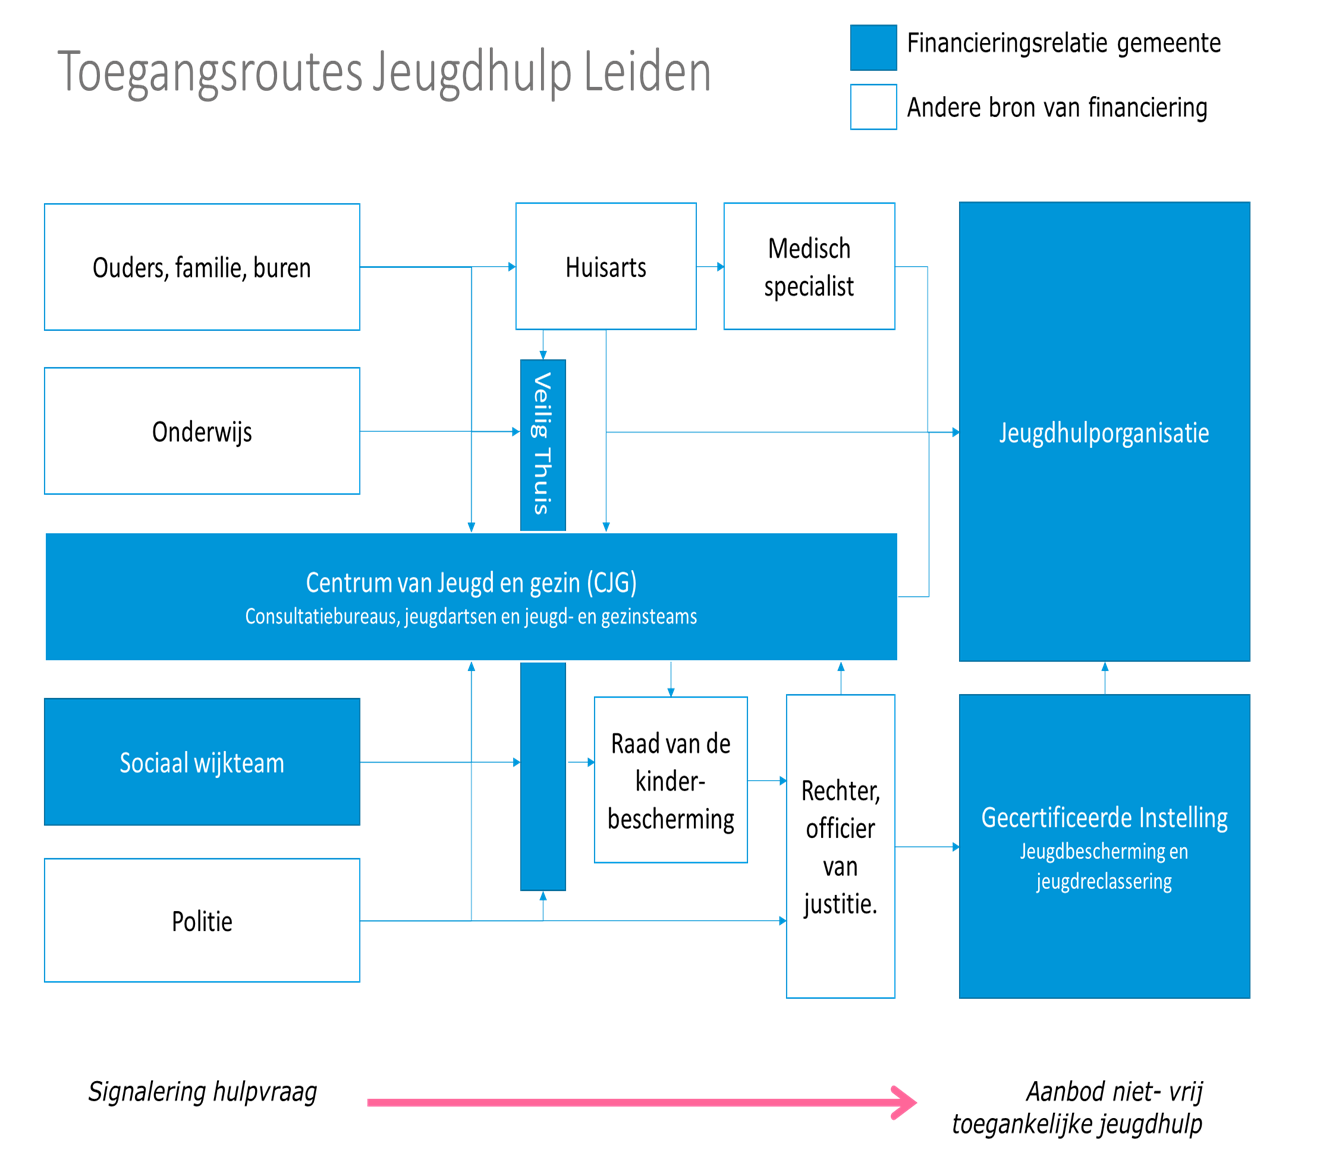 Toegangsroutes Jeugdhulp Leiden
Financieringsrelatie gemeente
Andere bron van financiering
Ouders, familie, buren
Huisarts
Medisch
specialist
Jeugdhulporganisatie
Onderwijs
Veilig Thuis
Centrum van Jeugd en gezin (CJG)
Consultatiebureaus, jeugdartsen en jeugd- en gezinsteams
Sociaal wijkteam
Raad van de
kinder-
bescherming
Rechter,
officier
van
justitie.
Gecertificeerde Instelling
Jeugdbescherming en
jeugdreclassering
Politie
Signalering hulpvraag
Aanbod niet- vrij
toegankelijke jeugdhulp